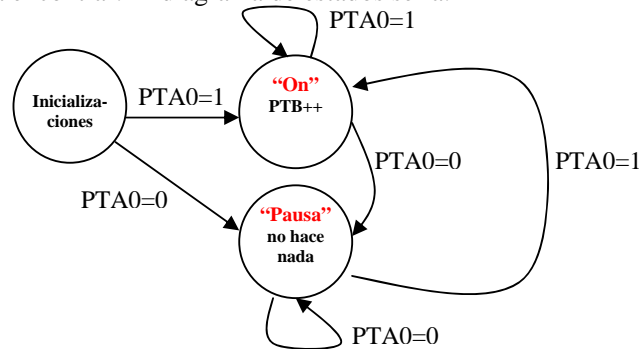 PTA0=1
Inicializa-
ciones
PTA0=1
“On”
PTB++
PTA0=0
PTA0=1
PTA0=0
“Pausa”
no hace
nada
PTA0=0